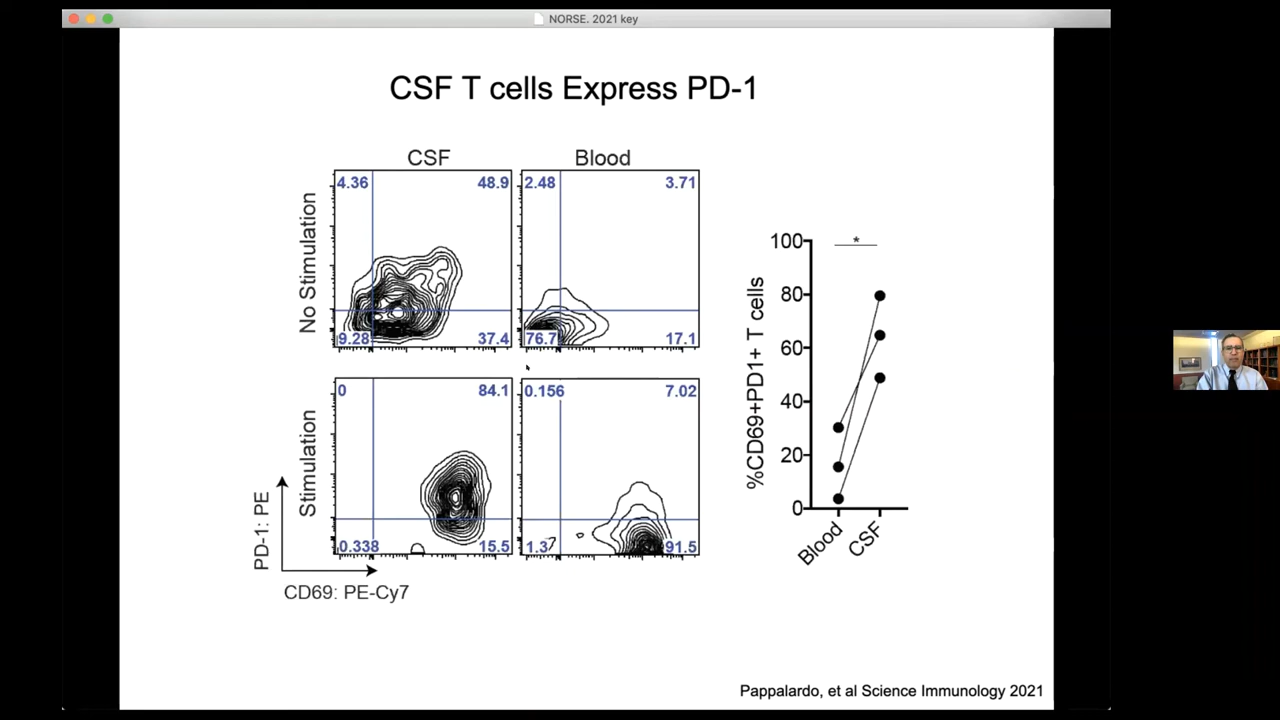 NORSE. 2021 key
CSF T cells Express PD-1
CSF
Blood
No Stimulation
4.36
48.9
9.28
37.4
2.48
3.71
76.7
17.1
Stimulation
0
84.1
0.338
15.5
0.156
7.02
1.37
91.5
PD-1: PE
CD69: PE-Cy7
%CD69+PD1+ T cells
100
80
60
40
20
0
*
Blood
CSF
Pappalardo, et al Science Immunology 2021